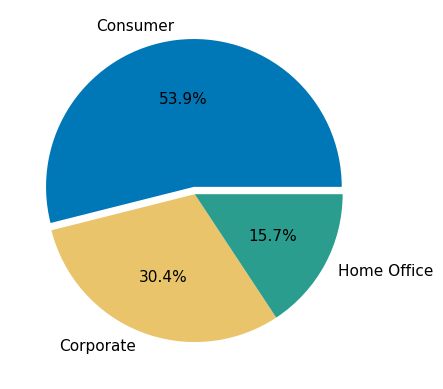 Consumer
53.9%
15.7%
Home Office
30.4%
Corporate